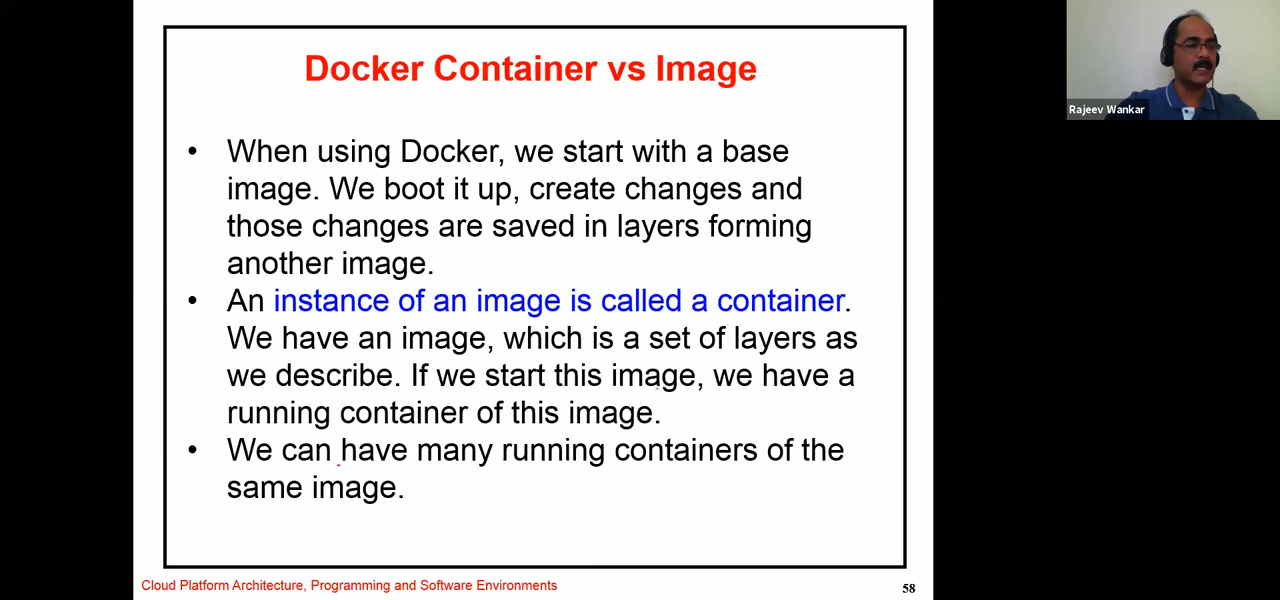 Docker Container vs Image
• When using Docker, we start with a base
image. We boot it up, create changes and
those changes are saved in layers forming
another image.
• An instance of an image is called a container.
We have an image, which is a set of layers as
we describe. If we start this image, we have a
running container of this image.
• We can have many running containers of the
same image.
Cloud Platform Architecture, Programming and Software Environments
58
Rajeev Wankar